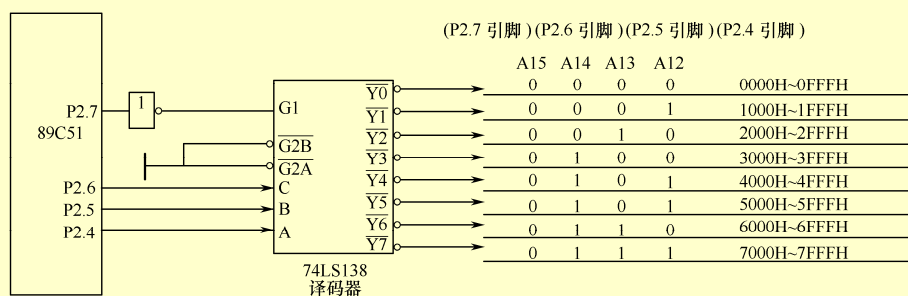 (P2.7 引脚)(P2.6 引脚)(P2.5 引脚)(P2.4 引脚)
A15 A14 A13 A12
Y0 0 0 0 0 0000H~0FFFH
P2.7 1 G1 Y1 0 0 0 1 1000H~1FFFH
89C51 Y2 0 0 1 0 2000H~2FFFH
G2B Y3 0 1 0 0 3000H~3FFFH
G2A Y4 0 1 0 1 4000H~4FFFH
P2.6 C Y5 0 1 0 1 5000H~5FFFH
P2.5 B Y6 0 1 1 0 6000H~6FFFH
P2.4 A Y7 0 1 1 1 7000H~7FFFH
74LS138
译码器